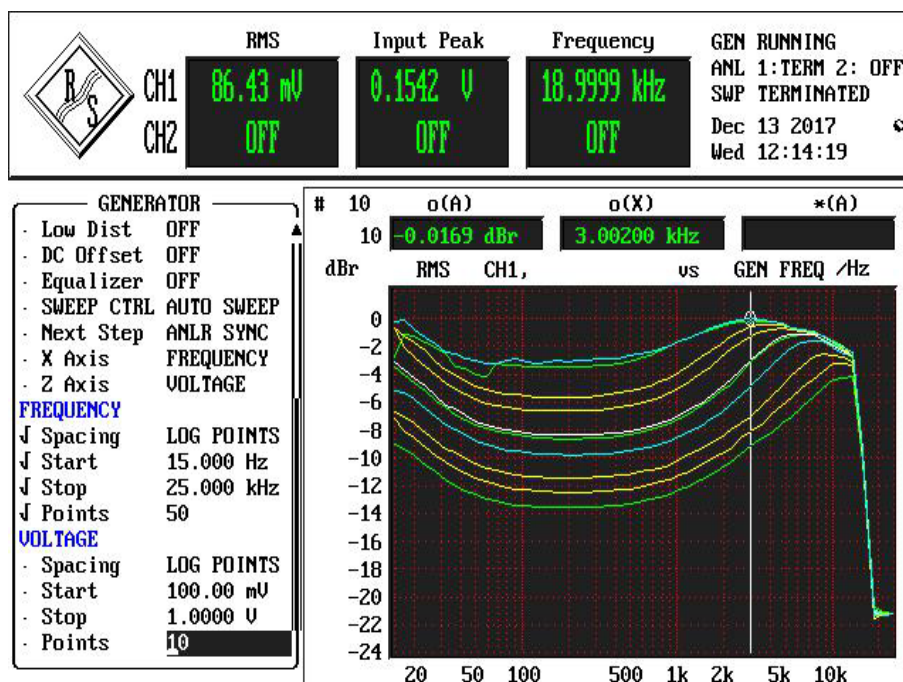 RMS Input Peak Frequency
GEN RUNNING
ANL 1:TERM 2: OFF
SWP TERMINATED
Dec 13 2017
Wed 12:14:19
R S
CH1 86.43 mV 0.1542 V 18.9999 kHz
CH2 OFF OFF OFF
GENERATOR
· Low Dist OFF
· DC Offset OFF
· Equalizer OFF
· SWEEP CTRL AUTO SWEEP
· Next Step ANLR SYNC
· X Axis FREQUENCY
· Z Axis VOLTAGE
FREQUENCY
√ Spacing LOG POINTS
√ Start 15.000 Hz
√ Stop 25.000 kHz
√ Points 50
VOLTAGE
· Spacing LOG POINTS
· Start 100.00 mV
· Stop 1.0000 V
· Points 10
# 10 o(A) o(X) *(A)
10 -0.0169 dBr 3.00200 kHz
dBr RMS CH1, vs GEN FREQ /Hz
0
-2
-4
-6
-8
-10
-12
-14
-16
-18
-20
-22
-24
20 50 100 500 1k 2k 5k 10k